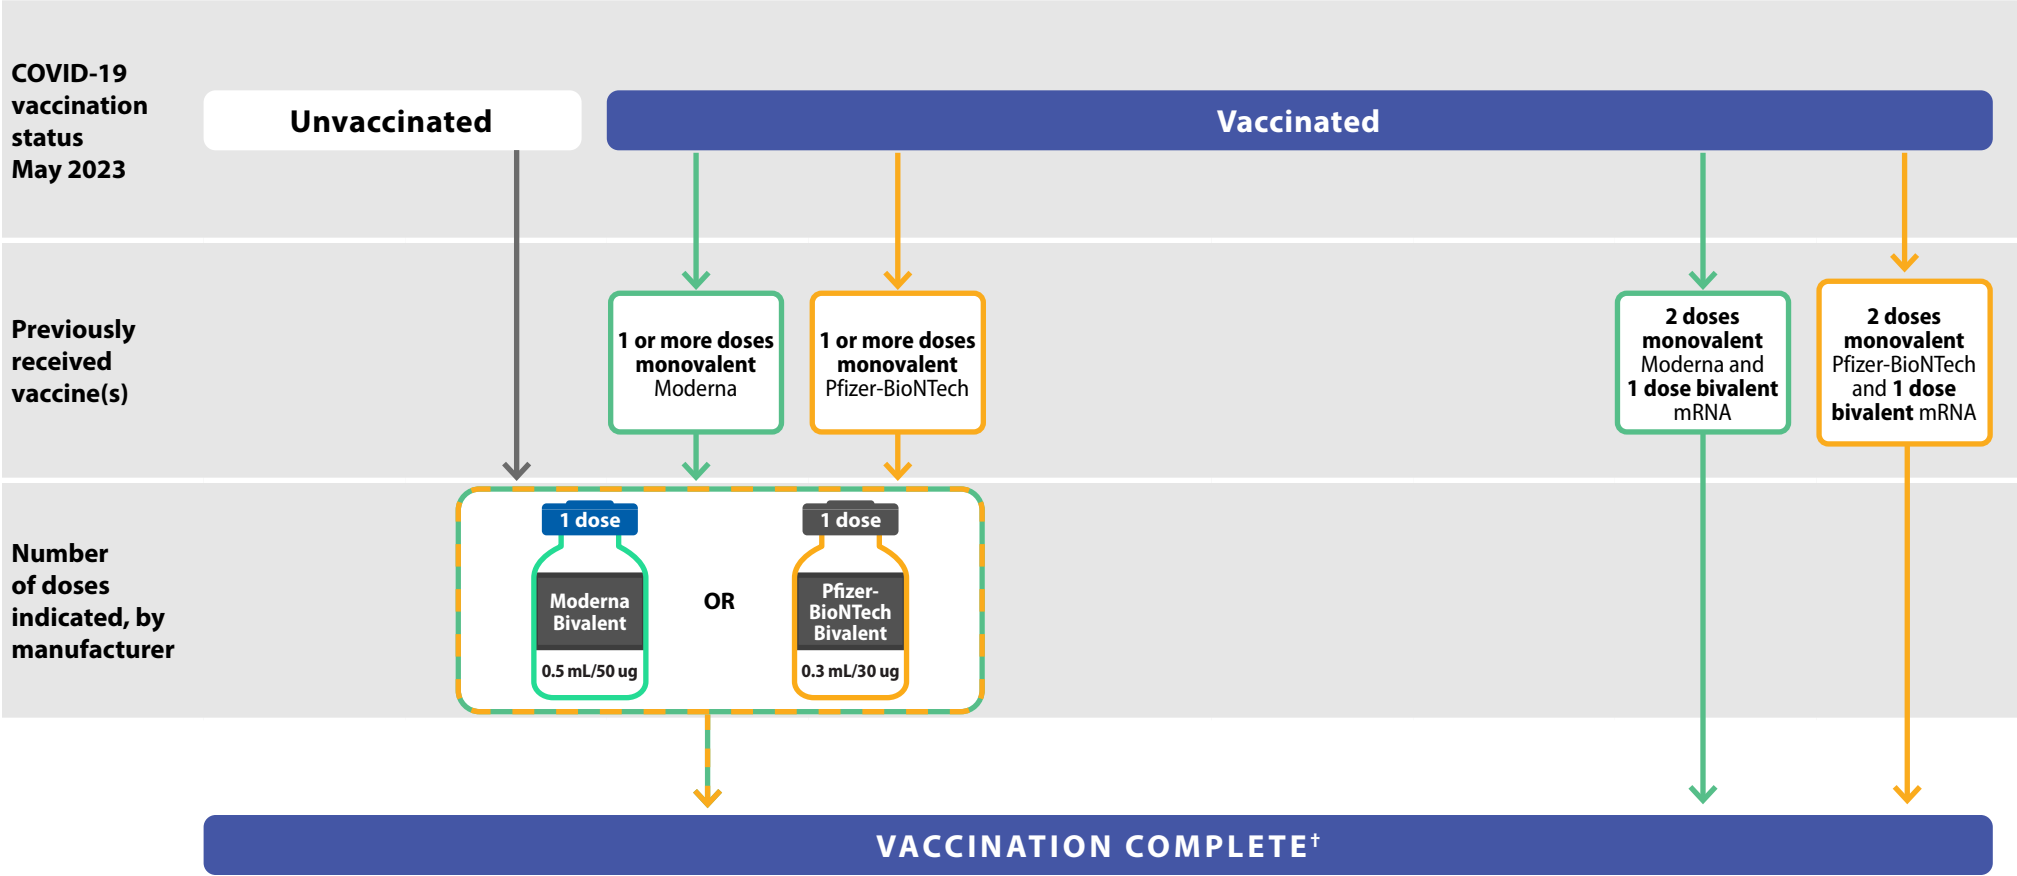 COVID-19
vaccination
status
May 2023
Unvaccinated
Vaccinated
Previously
received
vaccine(s)
1 or more doses
monovalent
Moderna
1 or more doses
monovalent
Pfizer-BioNTech
2 doses
monovalent
Moderna and
1 dose bivalent
mRNA
2 doses
monovalent
Pfizer-BioNTech
and 1 dose
bivalent mRNA
Number
of doses
indicated, by
manufacturer
1 dose
Moderna
Bivalent
0.5 mL/50 ug
OR
1 dose
Pfizer-
BioNTech
Bivalent
0.3 mL/30 ug
VACCINATION COMPLETE†